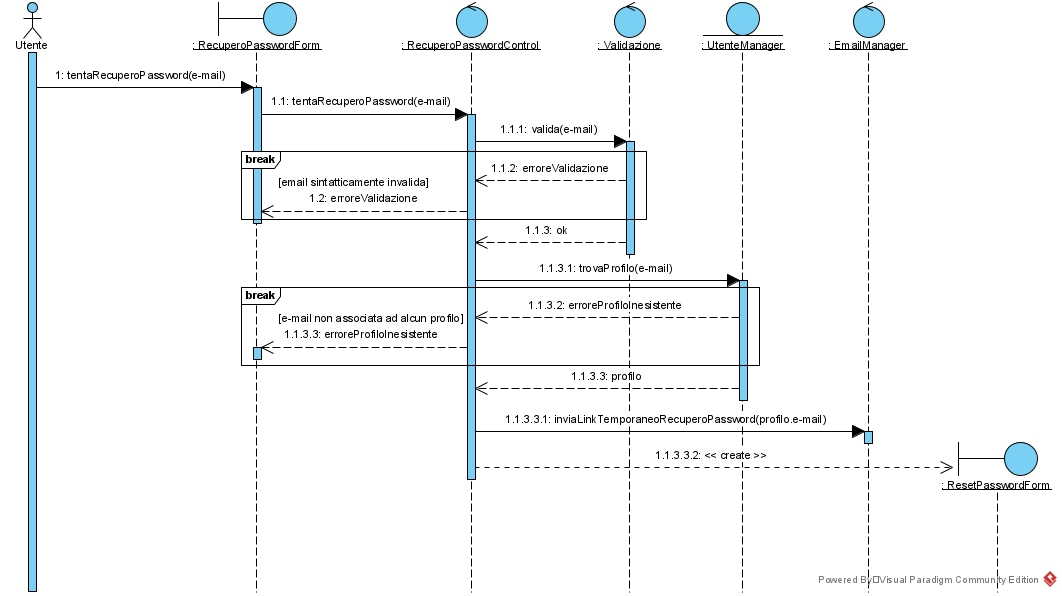 Utente
: RecuperoPasswordForm
: RecuperoPasswordControl
: Validazione
: UtenteManager
: EmailManager
1: tentaRecuperoPassword(e-mail)
1.1: tentaRecuperoPassword(e-mail)
1.1.1: valida(e-mail)
break
1.1.2: erroreValidazione
[email sintatticamente invalida]
1.2: erroreValidazione
1.1.3: ok
1.1.3.1: trovaProfilo(e-mail)
break
1.1.3.2: erroreProfiloInesistente
[e-mail non associata ad alcun profilo]
1.1.3.3: erroreProfiloInesistente
1.1.3.3: profilo
1.1.3.3.1: inviaLinkTemporaneoRecuperoPassword(profilo.e-mail)
1.1.3.3.2: << create >>
: ResetPasswordForm
Powered By Visual Paradigm Community Edition